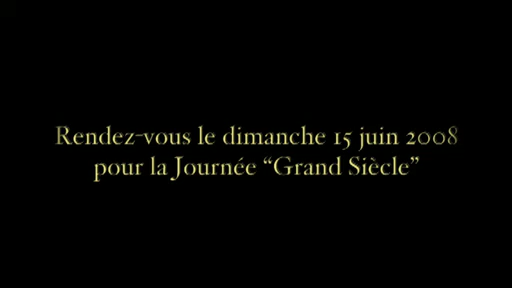 Rendez-vous le dimanche 15 juin 2008
pour la Journée “Grand Siècle”